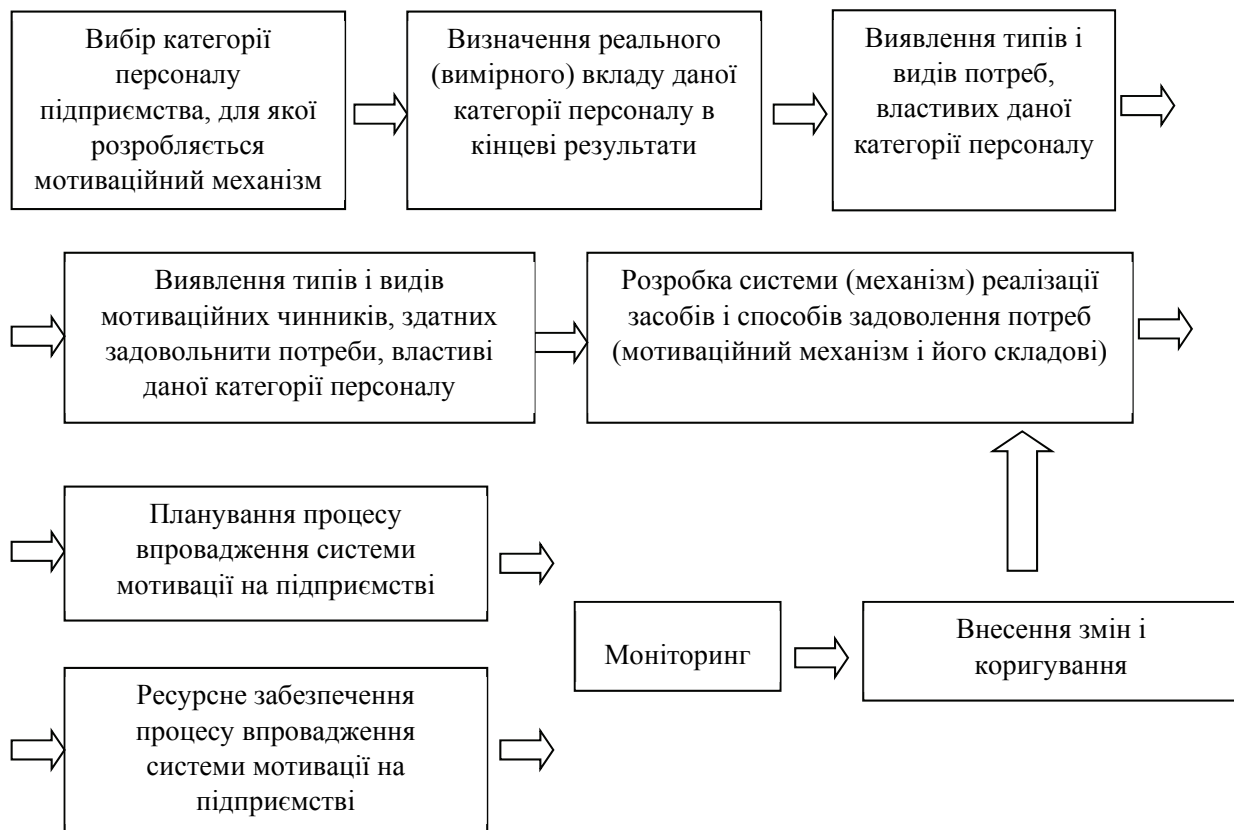 Вибір категорії
персоналу
підприємства, для якої
розробляється
мотиваційний механізм
Визначення реального
(вимірного) вкладу даної
категорії персоналу в
кінцеві результати
Виявлення типів і
видів потреб,
властивих даної
категорії персоналу
Виявлення типів і видів
мотиваційних чинників, здатних
задовольнити потреби, властиві
даної категорії персоналу
Розробка системи (механізм) реалізації
засобів і способів задоволення потреб
(мотиваційний механізм і його складові)
Планування процесу
впровадження системи
мотивації на підприємстві
Моніторинг
Внесення змін і
коригування
Ресурсне забезпечення
процесу впровадження
системи мотивації на
підприємстві